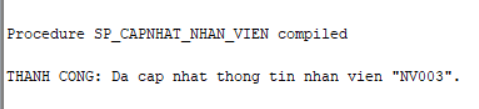 Procedure SP_CAPNHAT_NHAN_VIEN compiled
THANH CONG: Da cap nhat thong tin nhan vien "NV003".